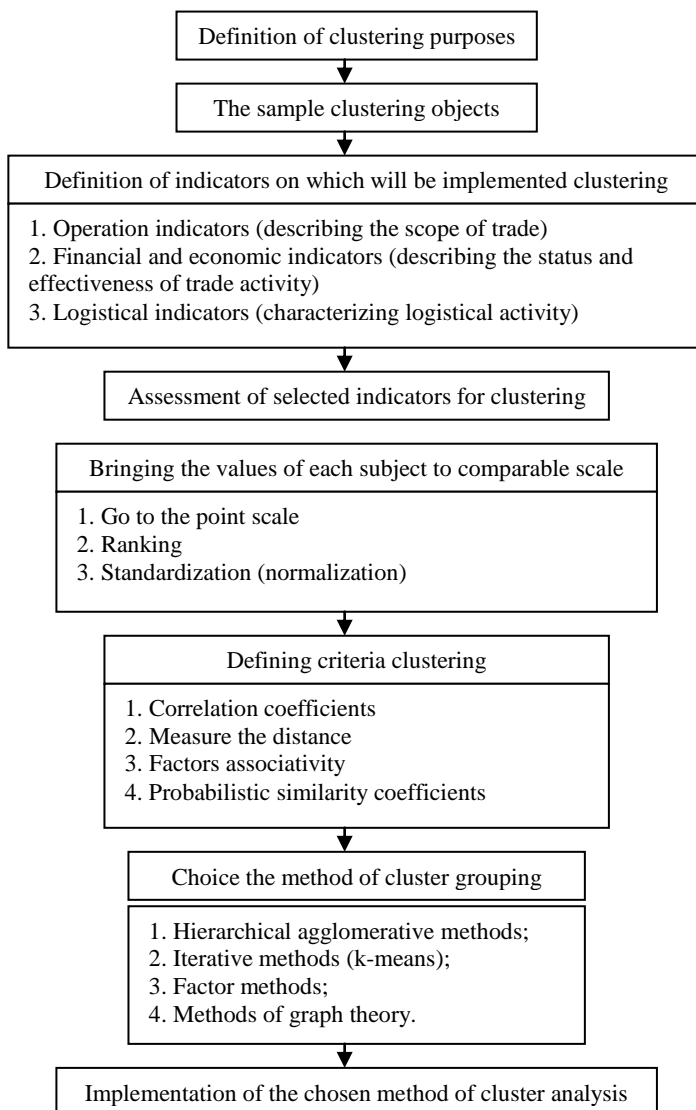 Definition of clustering purposes
The sample clustering objects
Definition of indicators on which will be implemented clustering
1. Operation indicators (describing the scope of trade)
2. Financial and economic indicators (describing the status and
effectiveness of trade activity)
3. Logistical indicators (characterizing logistical activity)
Assessment of selected indicators for clustering
Bringing the values of each subject to comparable scale
1. Go to the point scale
2. Ranking
3. Standardization (normalization)
Defining criteria clustering
1. Correlation coefficients
2. Measure the distance
3. Factors associativity
4. Probabilistic similarity coefficients
Choice the method of cluster grouping
1. Hierarchical agglomerative methods;
2. Iterative methods (k-means);
3. Factor methods;
4. Methods of graph theory.
Implementation of the chosen method of cluster analysis